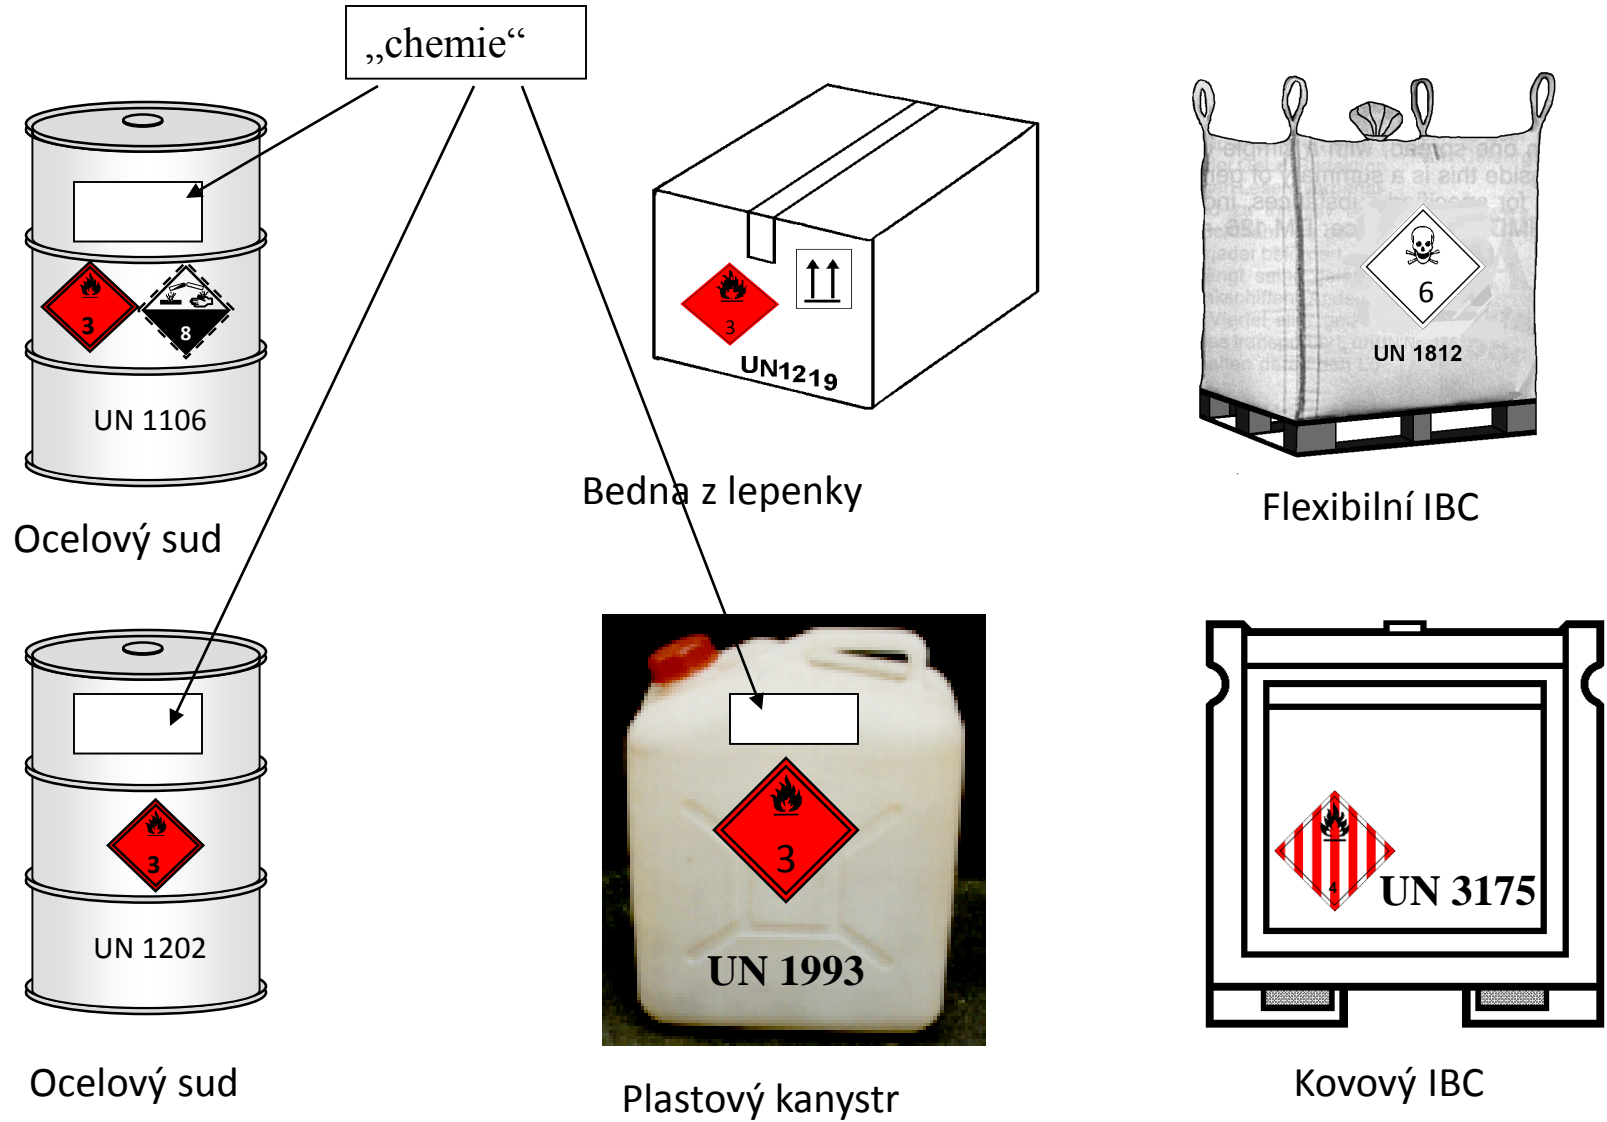 „chemie“
3
8
UN 1106
Ocelový sud
3
UN1219
Bedna z lepenky
6
UN 1812
Flexibilní IBC
3
UN 1202
Ocelový sud
3
UN 1993
Plastový kanystr
4
UN 3175
Kovový IBC